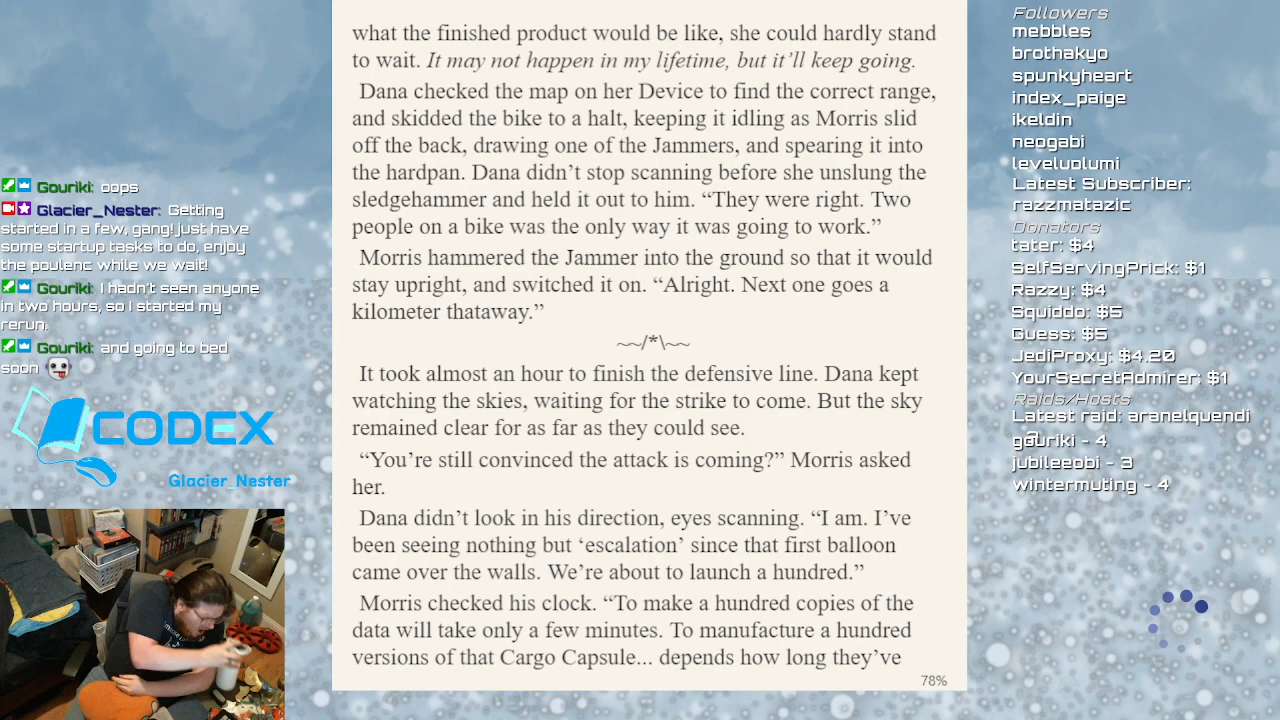 Gouriki: oops
Glacier_Nester: Getting
started in a few, gang! just have
some startup tasks to do, enjoy
the poulenc while we wait!
Gouriki: I hadn't seen anyone
in two hours, so I started my
rerun.
Gouriki: and going to bed
soon
CODEX
Glacier_Nester
what the finished product would be like, she could hardly stand
to wait. It may not happen in my lifetime, but it’ll keep going.
Dana checked the map on her Device to find the correct range,
and skidded the bike to a halt, keeping it idling as Morris slid
off the back, drawing one of the Jammers, and spearing it into
the hardpan. Dana didn’t stop scanning before she unslung the
sledgehammer and held it out to him. “They were right. Two
people on a bike was the only way it was going to work.”
Morris hammered the Jammer into the ground so that it would
stay upright, and switched it on. “Alright. Next one goes a
kilometer thataway.”
~~/*\~~
It took almost an hour to finish the defensive line. Dana kept
watching the skies, waiting for the strike to come. But the sky
remained clear for as far as they could see.
“You’re still convinced the attack is coming?” Morris asked
her.
Dana didn’t look in his direction, eyes scanning. “I am. I’ve
been seeing nothing but ‘escalation’ since that first balloon
came over the walls. We’re about to launch a hundred.”
Morris checked his clock. “To make a hundred copies of the
data will take only a few minutes. To manufacture a hundred
versions of that Cargo Capsule... depends how long they’ve
78%
Followers
mebbles
brothakyo
spunkyheart
index_paige
ikeldin
neogabi
leveluolumi
Latest Subscriber:
razzmatazic
Donators
tater: $4
SelfServingPrick: $1
Razzy: $4
Squiddo: $5
Guess: $5
JediProxy: $4.20
YourSecretAdmirer: $1
Raids/Hosts
Latest raid: aranelquendi
gouriki - 4
jubileepbi - 3
wintermuting - 4